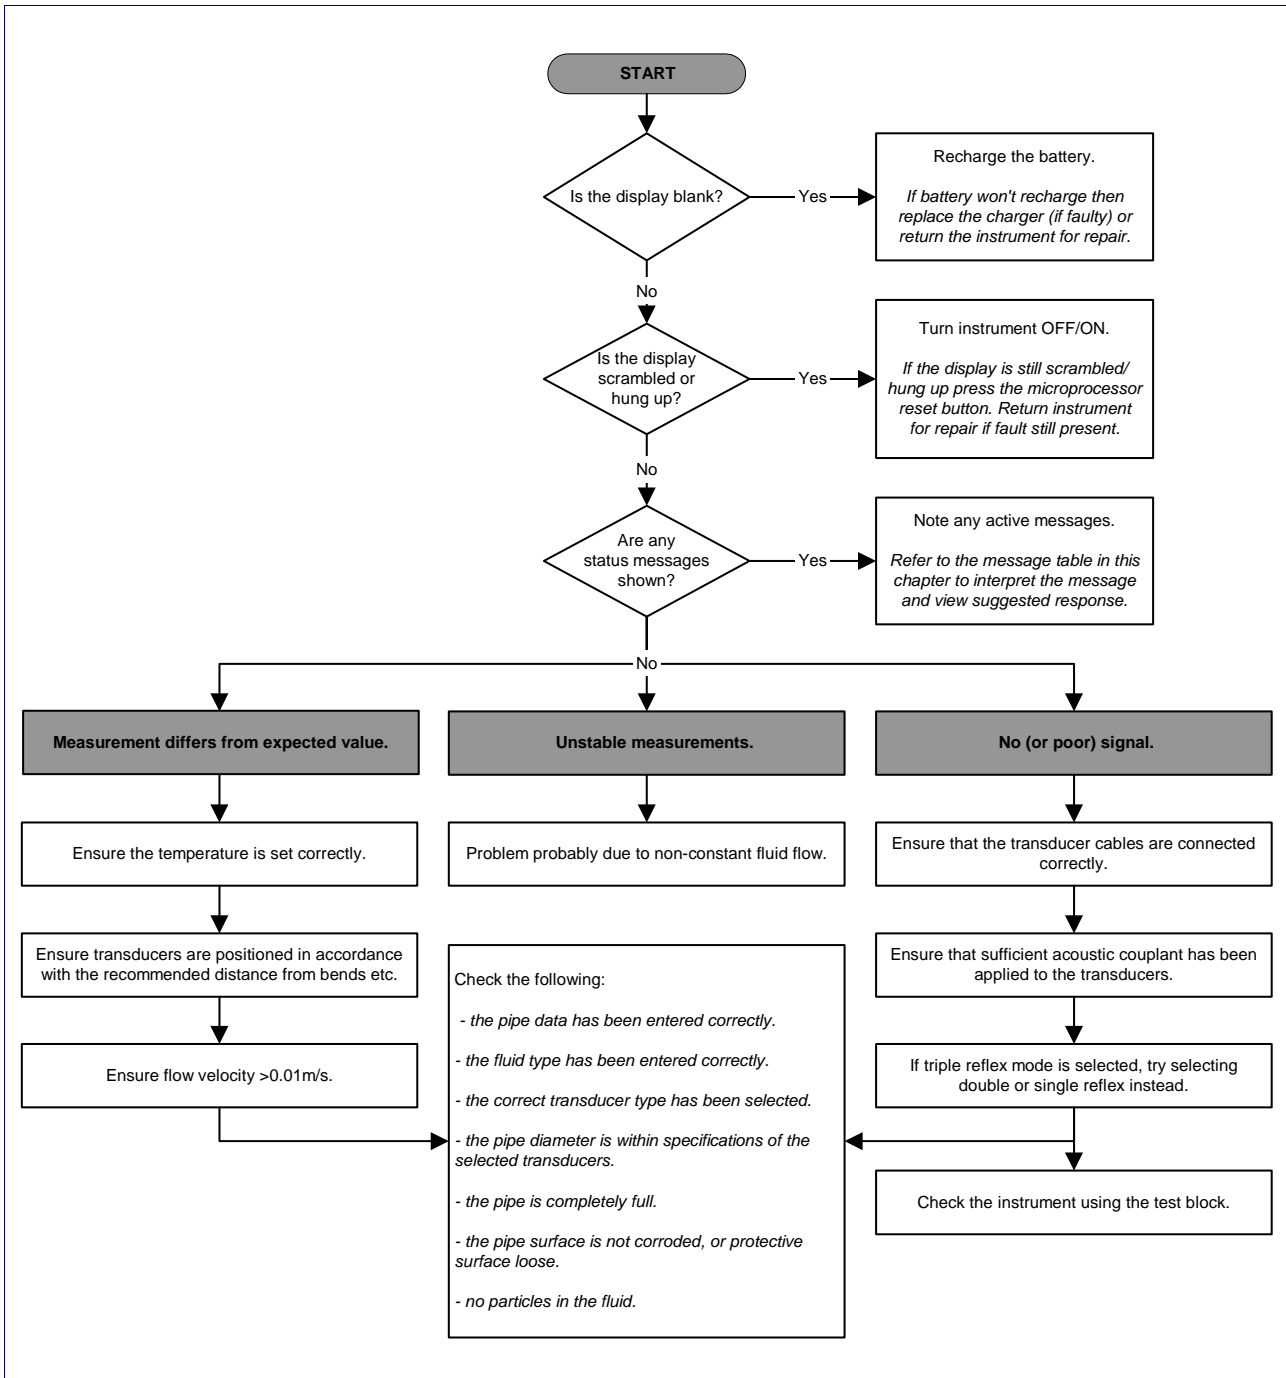 START
Is the display blank?
Yes
Recharge the battery.
If battery won't recharge then
replace the charger (if faulty) or
return the instrument for repair.
No
Is the display
scrambled or
hung up?
Yes
Turn instrument OFF/ON.
If the display is still scrambled/
hung up press the microprocessor
reset button. Return instrument
for repair if fault still present.
No
Are any
status messages
shown?
Yes
Note any active messages.
Refer to the message table in this
chapter to interpret the message
and view suggested response.
No
Measurement differs from expected value.
Unstable measurements.
No (or poor) signal.
Ensure the temperature is set correctly.
Problem probably due to non-constant fluid flow.
Ensure that the transducer cables are connected
correctly.
Ensure transducers are positioned in accordance
with the recommended distance from bends etc.
Ensure that sufficient acoustic couplant has been
applied to the transducers.
Ensure flow velocity >0.01m/s.
If triple reflex mode is selected, try selecting
double or single reflex instead.
Check the following:
- the pipe data has been entered correctly.
- the fluid type has been entered correctly.
- the correct transducer type has been selected.
- the pipe diameter is within specifications of the
selected transducers.
- the pipe is completely full.
- the pipe surface is not corroded, or protective
surface loose.
- no particles in the fluid.
Check the instrument using the test block.